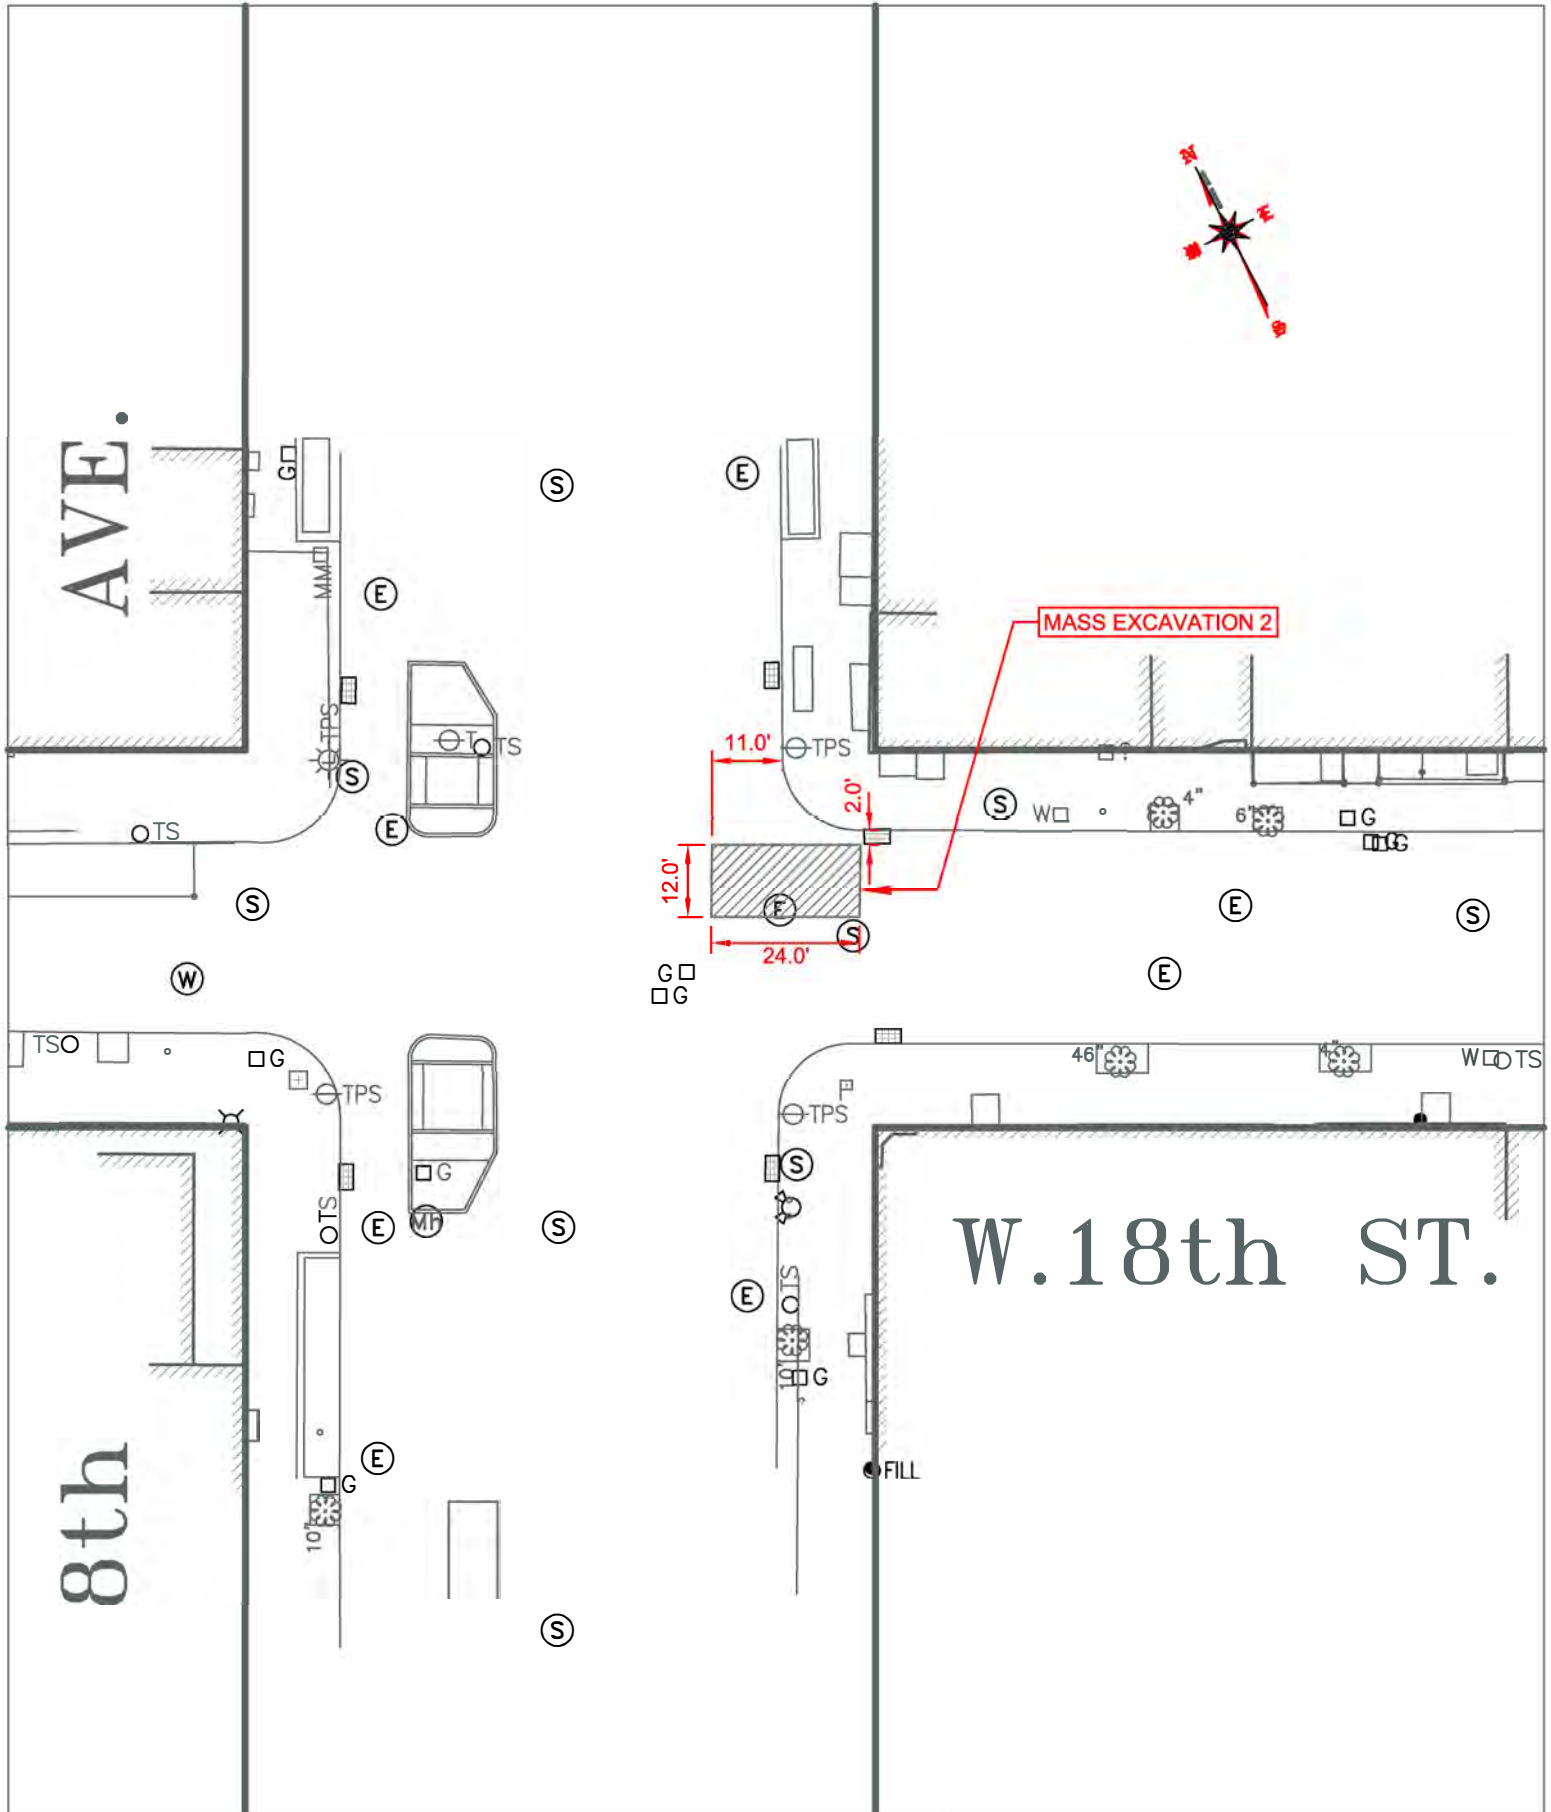 N
S
AVE.
G
S
E
E
MM
MASS EXCAVATION 2
TPS
T
TS
TPS
11.0'
S
2.0'
S
W
4"
6"
G
E
TS
G
G
12.0'
S
E
S
S
24.0'
G
G
W
E
TS
G
46"
4"
W
TS
TPS
P
TPS
G
S
Mh
TS
E
S
W.18th ST.
E
TS
10"
G
8th
E
FILL
G
10"
S